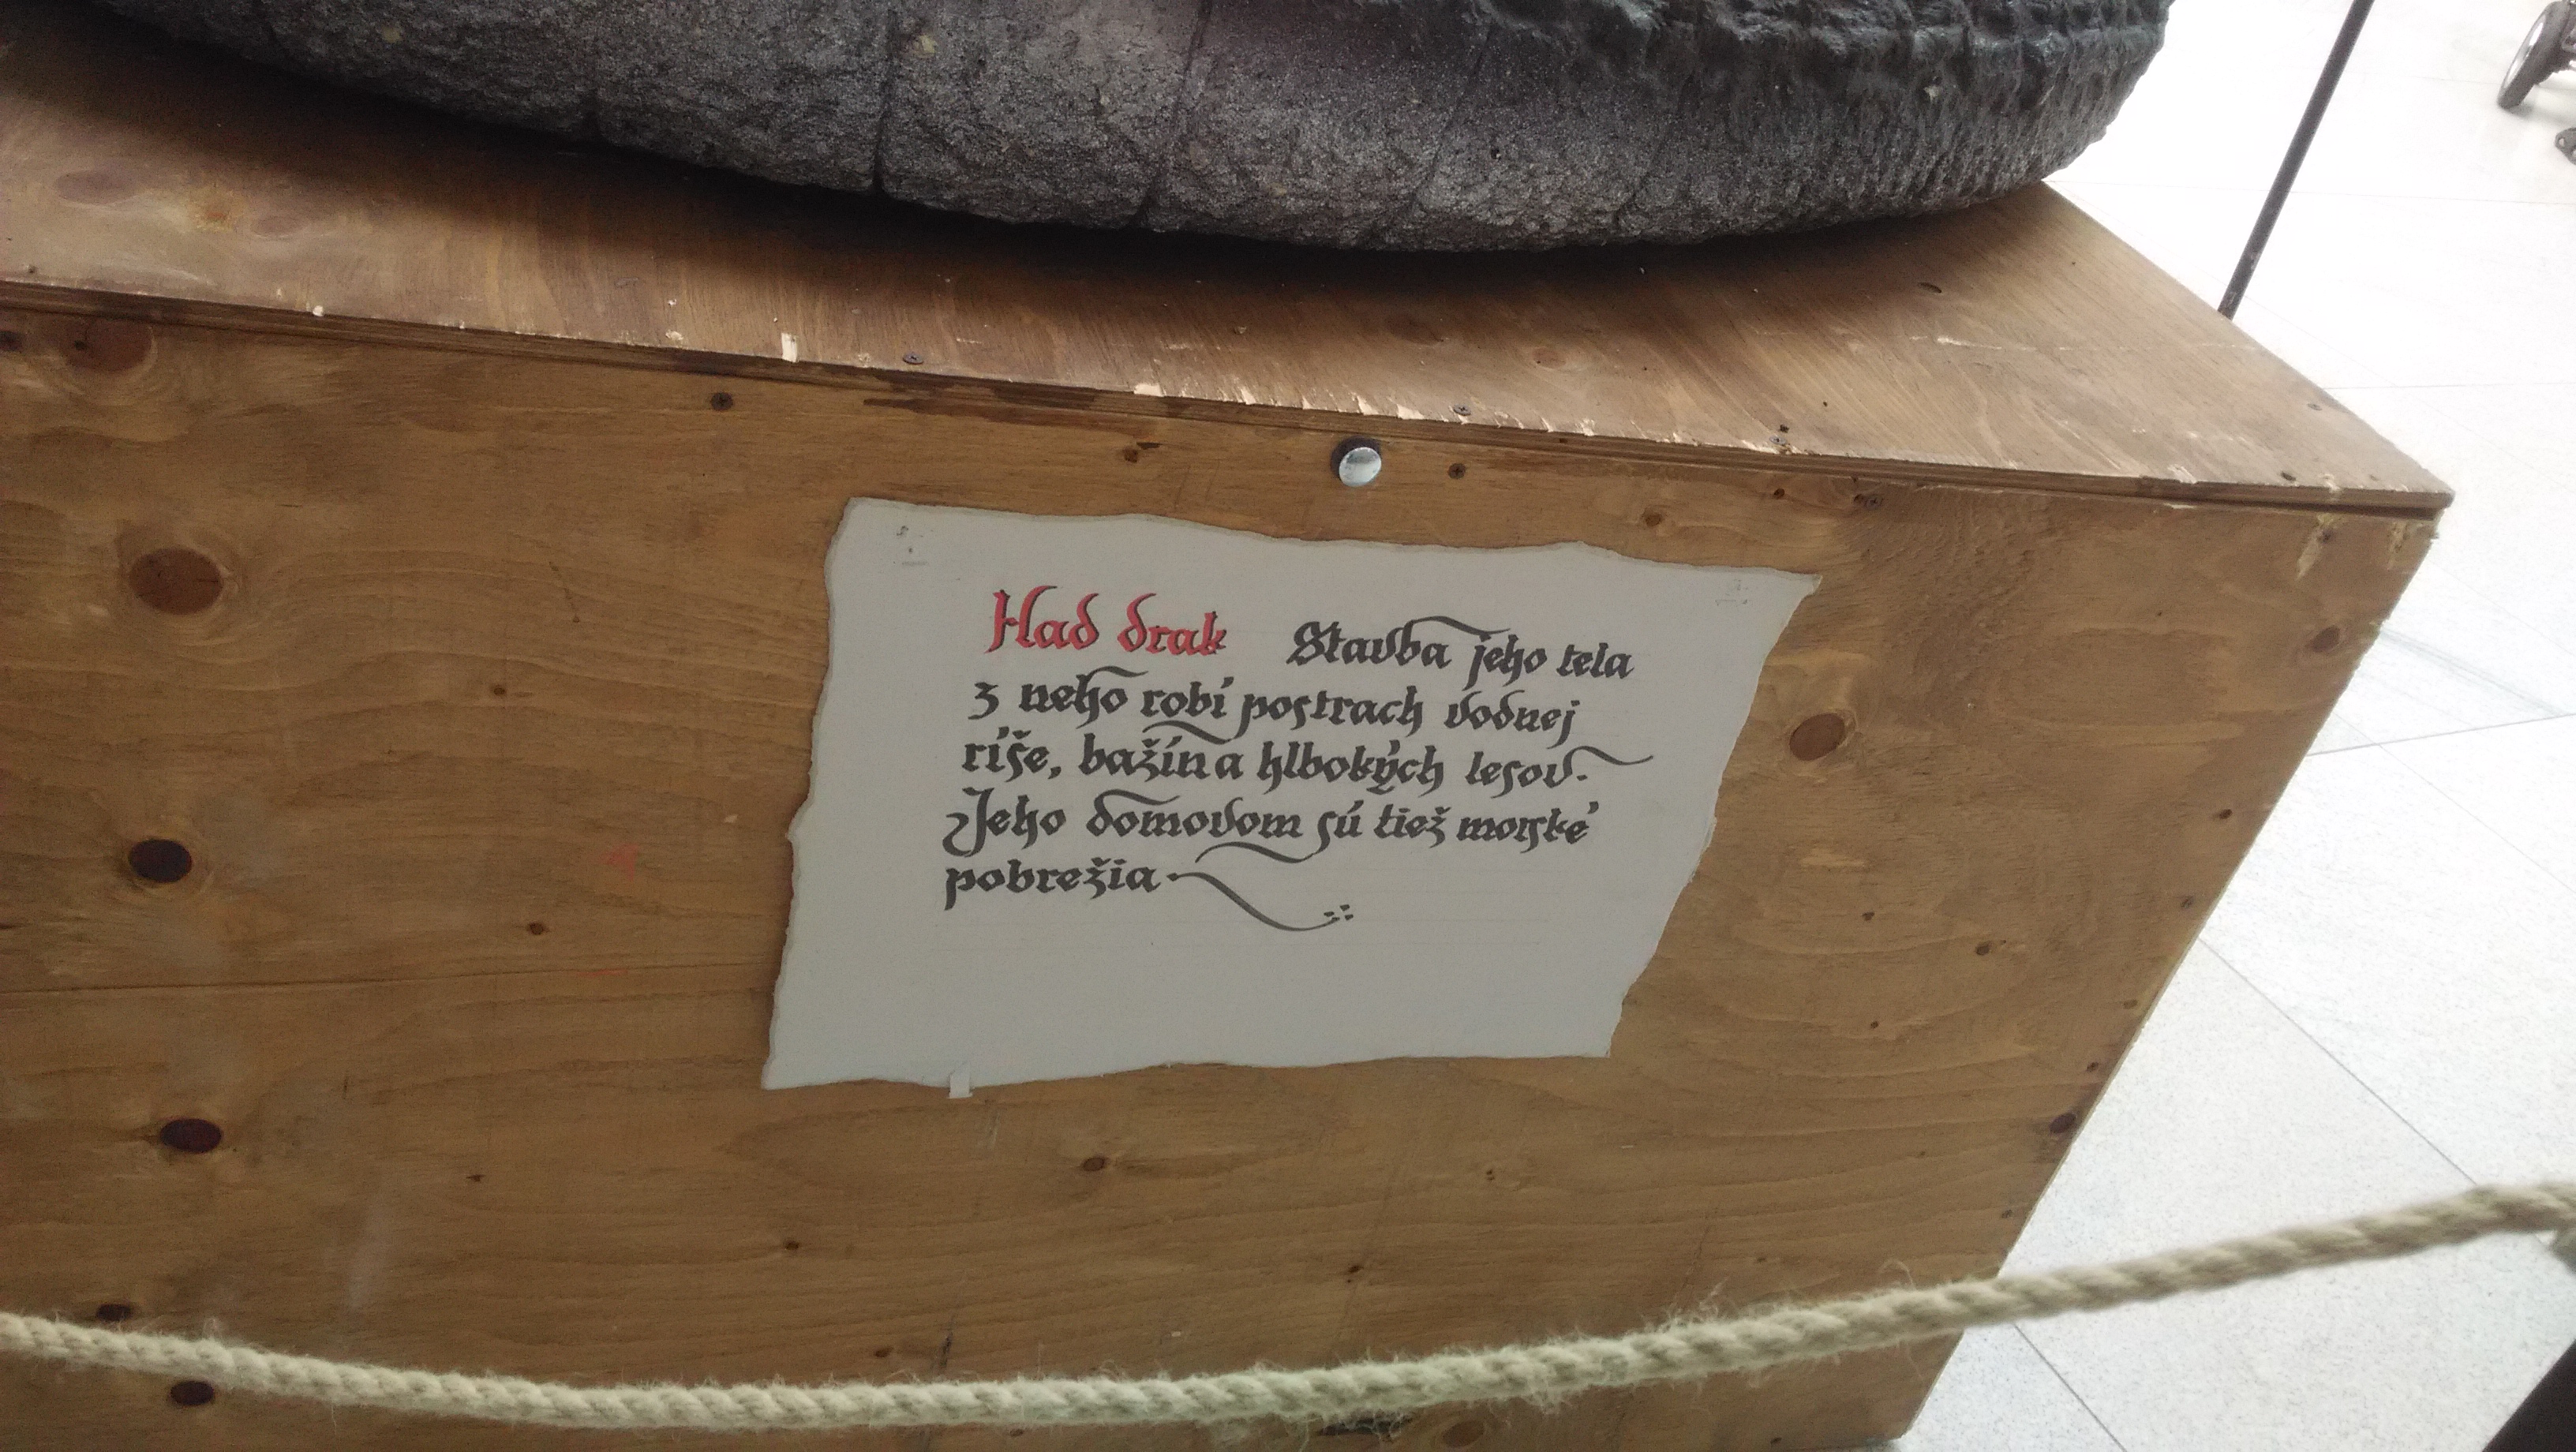 Had drak Stavba jeho tela
z neho robí postrach vodnej
ríše, bažín a hlbokých lesov.
Jeho domovom sú tiež morské
pobrežia.